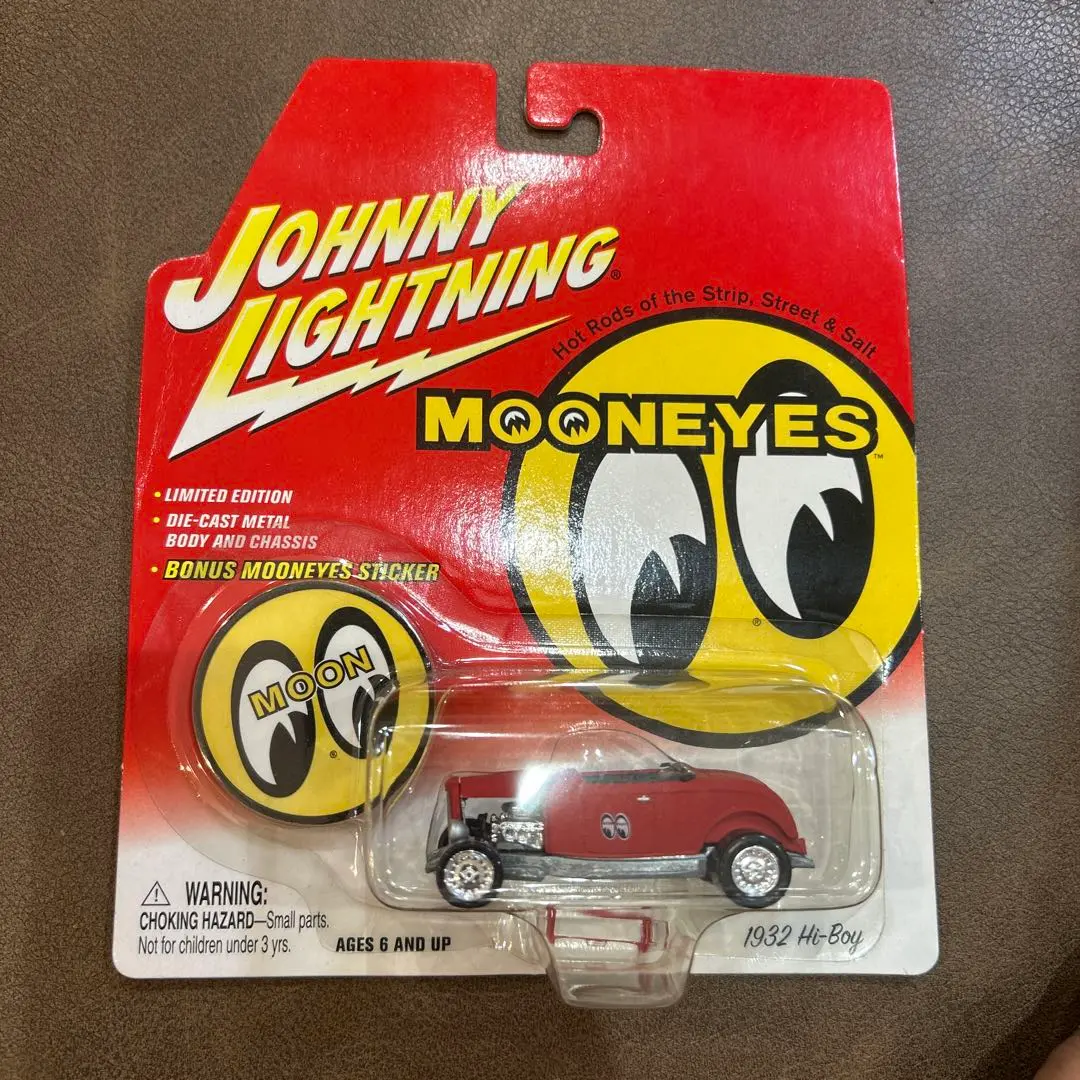 JOHNNY
LIGHTNING®
Hot Rods of the Strip, Street & Salt
MOONEYES™
• LIMITED EDITION
• DIE-CAST METAL
BODY AND CHASSIS
• BONUS MOONEYES STICKER
®
MOON
®
WARNING:
CHOKING HAZARD—Small parts.
Not for children under 3 yrs.
AGES 6 AND UP
1932 Hi-Boy